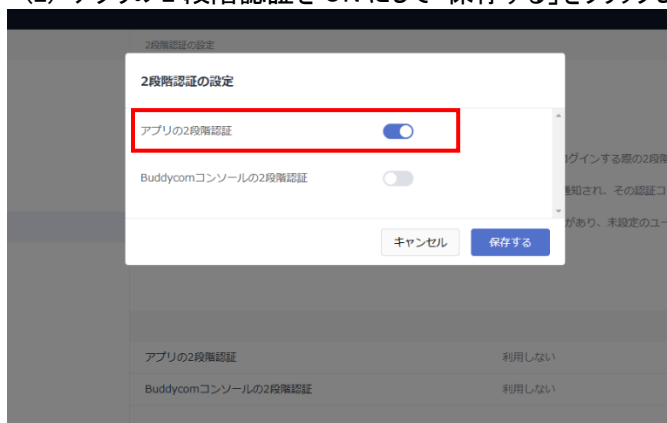 2段階認証の設定
2段階認証の設定
アプリの2段階認証
Buddycomコンソールの2段階認証
グインする際の2段
知され、その認証コ
があり、未設定のユー
キャンセル
保存する
アプリの2段階認証 利用しない
Buddycomコンソールの2段階認証 利用しない